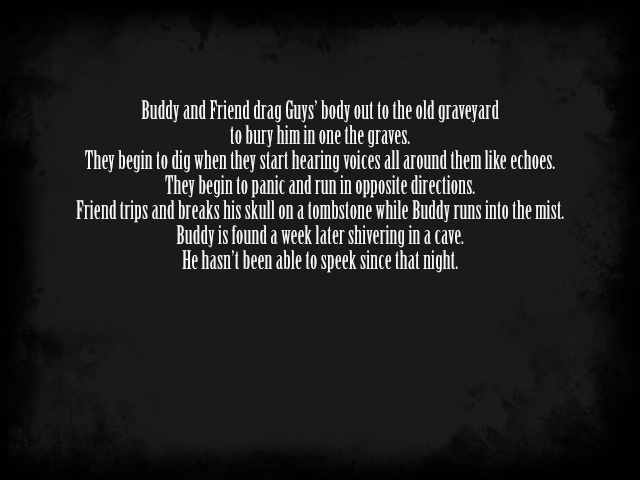 Buddy and Friend drag Guys' body out to the old graveyard
to bury him in one the graves.
They begin to dig when they start hearing voices all around them like echoes.
They begin to panic and run in opposite directions.
Friend trips and breaks his skull on a tombstone while Buddy runs into the mist.
Buddy is found a week later shivering in a cave.
He hasn't been able to speek since that night.